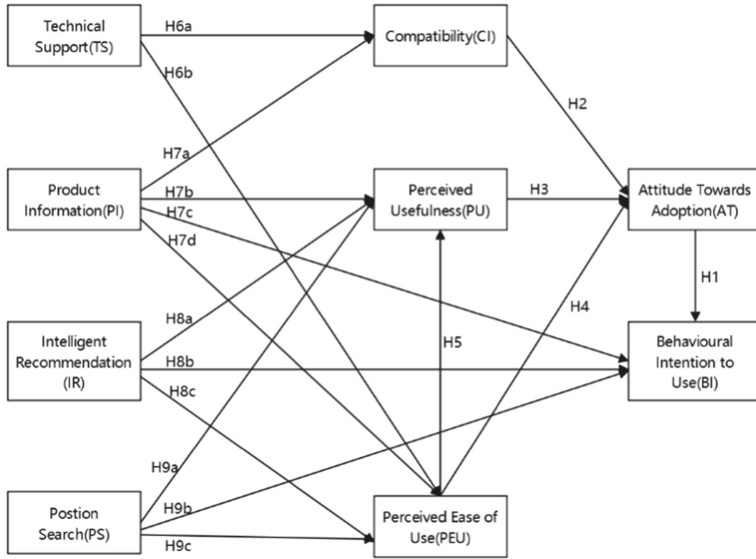 Technical
Support(TS)
H6a
Compatibility(CI)
H6b
H2
H7a
Product
Information(PI)
H7b
H7c
H7d
Perceived
Usefulness(PU)
H3
Attitude Towards
Adoption(AT)
H1
H4
H8a
Intelligent
Recommendation
(IR)
H8b
H8c
H5
Behavioural
Intention to
Use(BI)
H9a
Postion
Search(PS)
H9b
H9c
Perceived Ease of
Use(PEU)